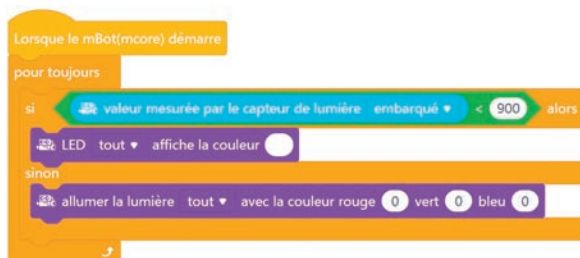 Lorsque le mBot(mcore) démarre
pour toujours
si valeur mesurée par le capteur de lumière embarqué < 900 alors
LED tout affiche la couleur
sinon
allumer la lumière tout avec la couleur rouge 0 vert 0 bleu 0